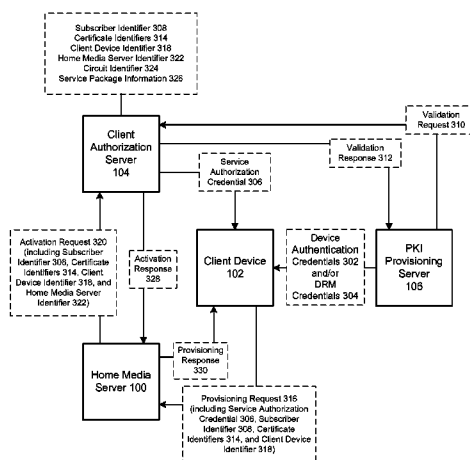 Subscriber Identifier 308
Certificate Identifiers 314
Client Device Identifier 318
Home Media Server Identifier 322
Circuit Identifier 324
Service Package Information 326
Validation
Request 310
Client
Authorization
Server
104
Validation
Response 312
Service
Authorization
Credential 306
Activation Request 320
(including Subscriber
Identifier 308, Certificate
Identifiers 314, Client
Device Identifier 318, and
Home Media Server
Identifier 322)
Activation
Response
328
Client Device
102
Device
Authentication
Credentials 302
and/or
DRM
Credentials 304
PKI
Provisioning
Server
106
Provisioning
Response
330
Home Media
Server 100
Provisioning Request 316
(including Service Authorization
Credential 306, Subscriber
Identifier 308, Certificate
Identifiers 314, and Client Device
Identifier 318)